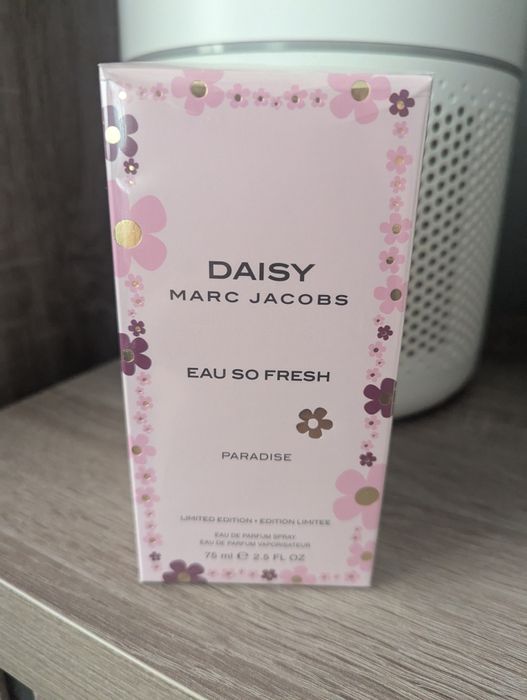 DAISY
MARC JACOBS
EAU SO FRESH
PARADISE
LIMITED EDITION • EDITION LIMITEE
EAU DE PARFUM SPRAY
EAU DE PARFUM VAPORISATEUR
75 ml ℮ 2.5 FL OZ